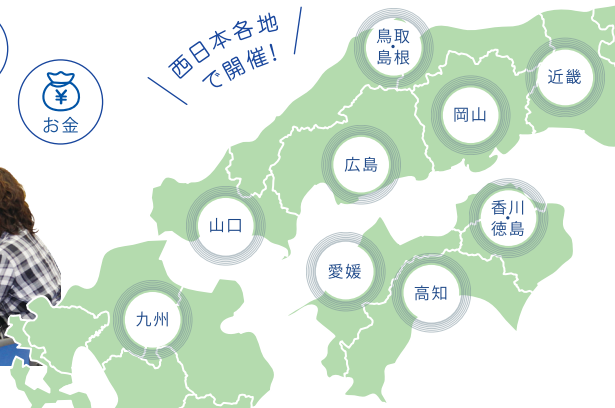 西日本各地
で開催!
¥
お金
鳥取
・
島根
近畿
岡山
広島
香川
・
徳島
山口
愛媛
高知
九州